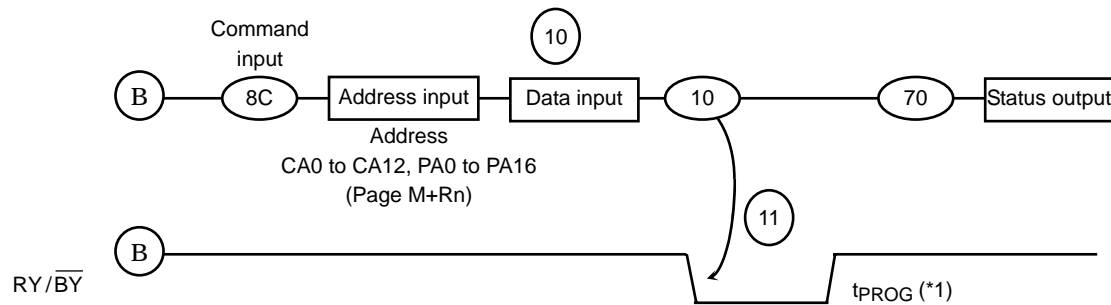 Command
input
10
B
8C
Address input
Data input
10
70
Status output
Address
CA0 to CA12, PA0 to PA16
(Page M+Rn)
11
B
RY/BY
tPROG (*1)